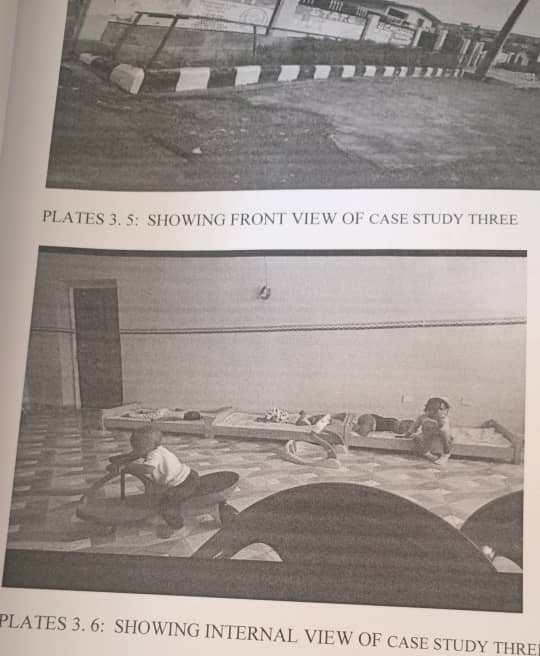 PLATES 3. 5: SHOWING FRONT VIEW OF CASE STUDY THREE
PLATES 3. 6: SHOWING INTERNAL VIEW OF CASE STUDY THREE